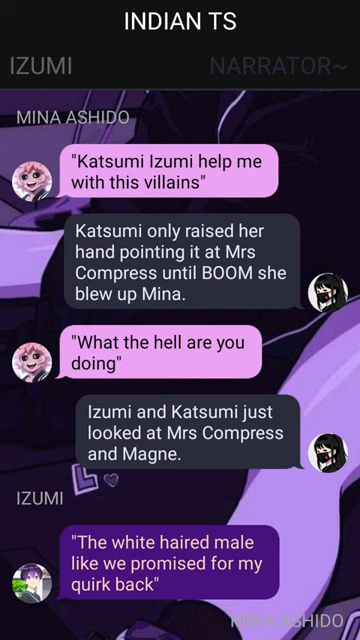 INDIAN TS
IZUMI
NARRATOR~
MINA ASHIDO
"Katsumi Izumi help me
with this villains"
Katsumi only raised her
hand pointing it at Mrs
Compress until BOOM she
blew up Mina.
"What the hell are you
doing"
Izumi and Katsumi just
looked at Mrs Compress
and Magne.
IZUMI
"The white haired male
like we promised for my
quirk back"
MINA ASHIDO